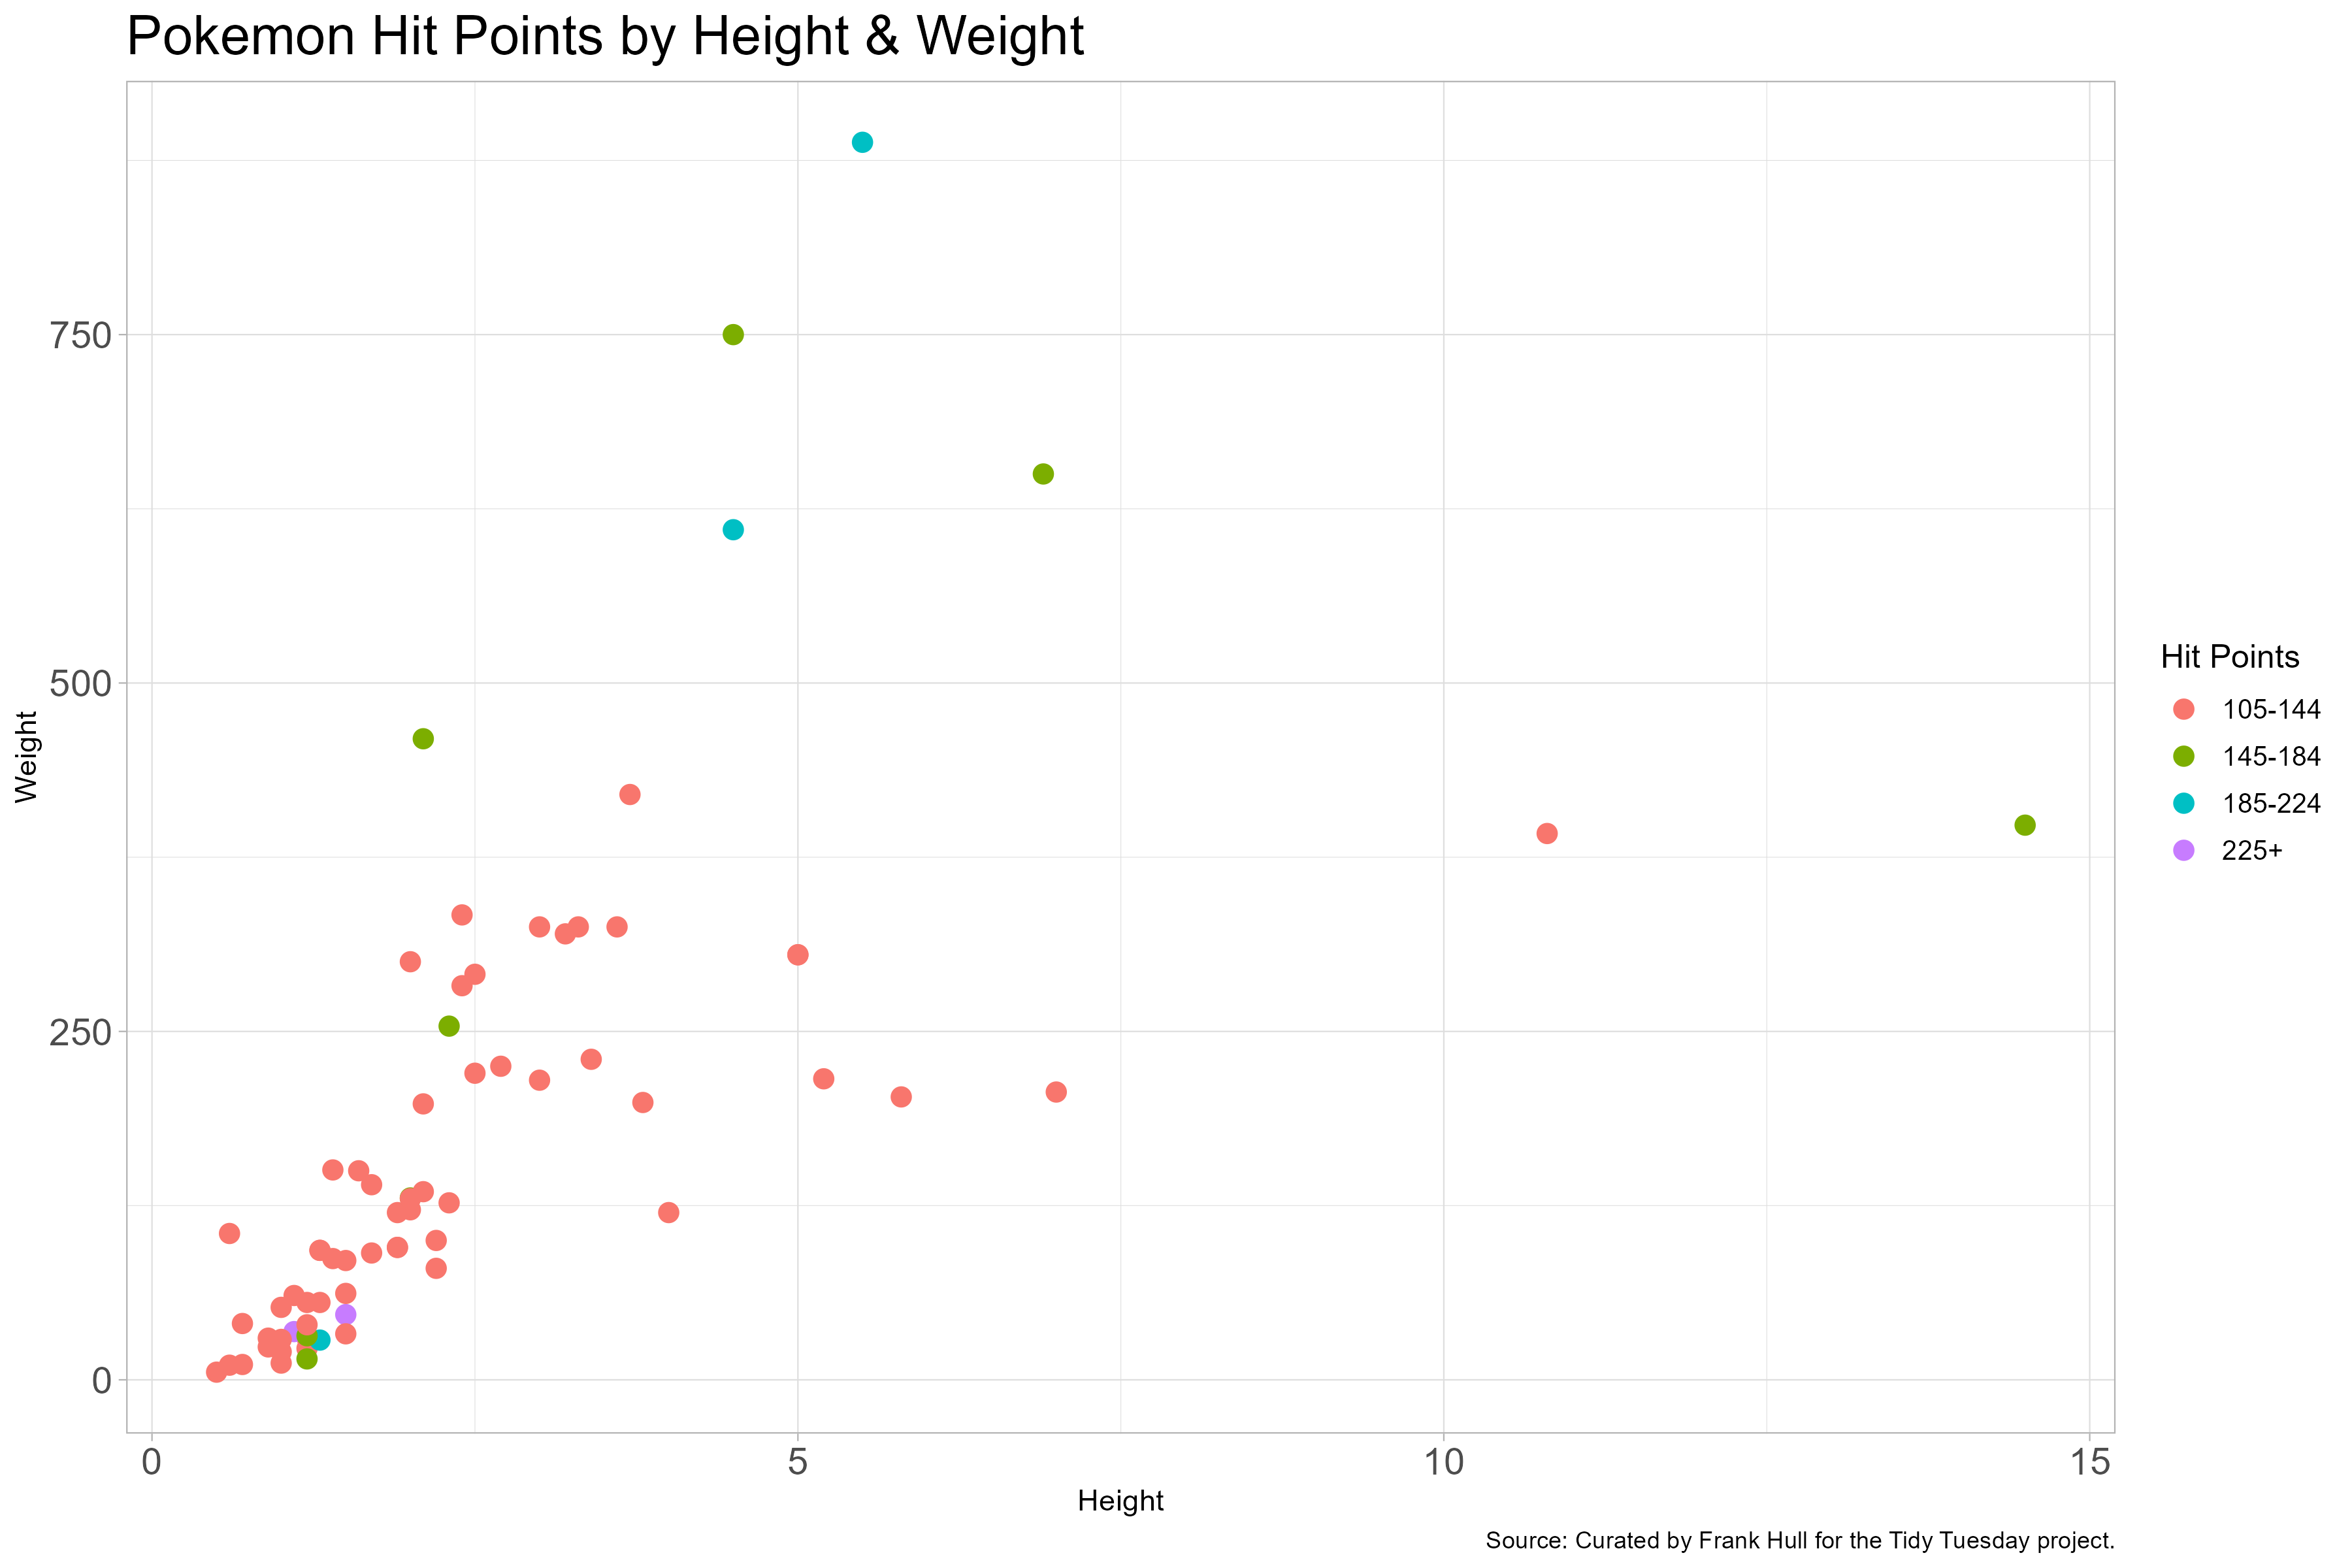 Pokemon Hit Points by Height & Weight
750
500
250
0
Weight
0 5 10 15
Height
Hit Points
105-144
145-184
185-224
225+
Source: Curated by Frank Hull for the Tidy Tuesday project.